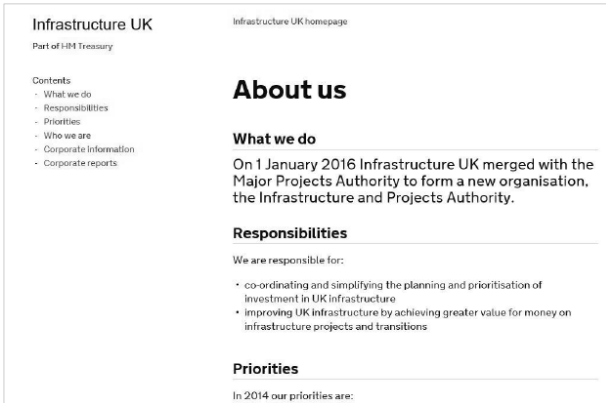 Infrastructure UK
Part of HM Treasury
Contents
- What we do
- Responsibilities
- Priorities
- Who we are
- Corporate information
- Corporate reports
Infrastructure UK homepage
About us
What we do
On 1 January 2016 Infrastructure UK merged with the
Major Projects Authority to form a new organisation,
the Infrastructure and Projects Authority.
Responsibilities
We are responsible for:
• co-ordinating and simplifying the planning and prioritisation of
investment in UK infrastructure
• improving UK infrastructure by achieving greater value for money on
infrastructure projects and transitions
Priorities
In 2014 our priorities are: